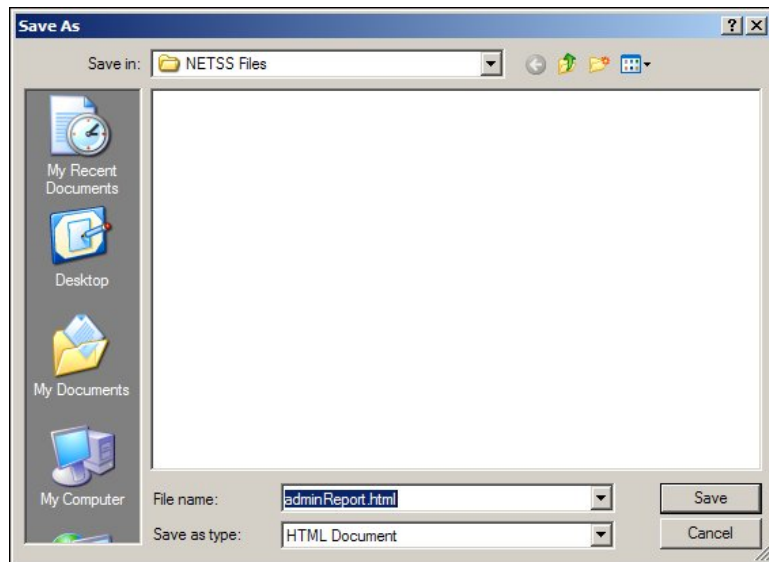 Save As
Save in:
NETSS Files
My Recent
Documents
Desktop
My Documents
My Computer
File name:
adminReport.html
Save
Save as type:
HTML Document
Cancel